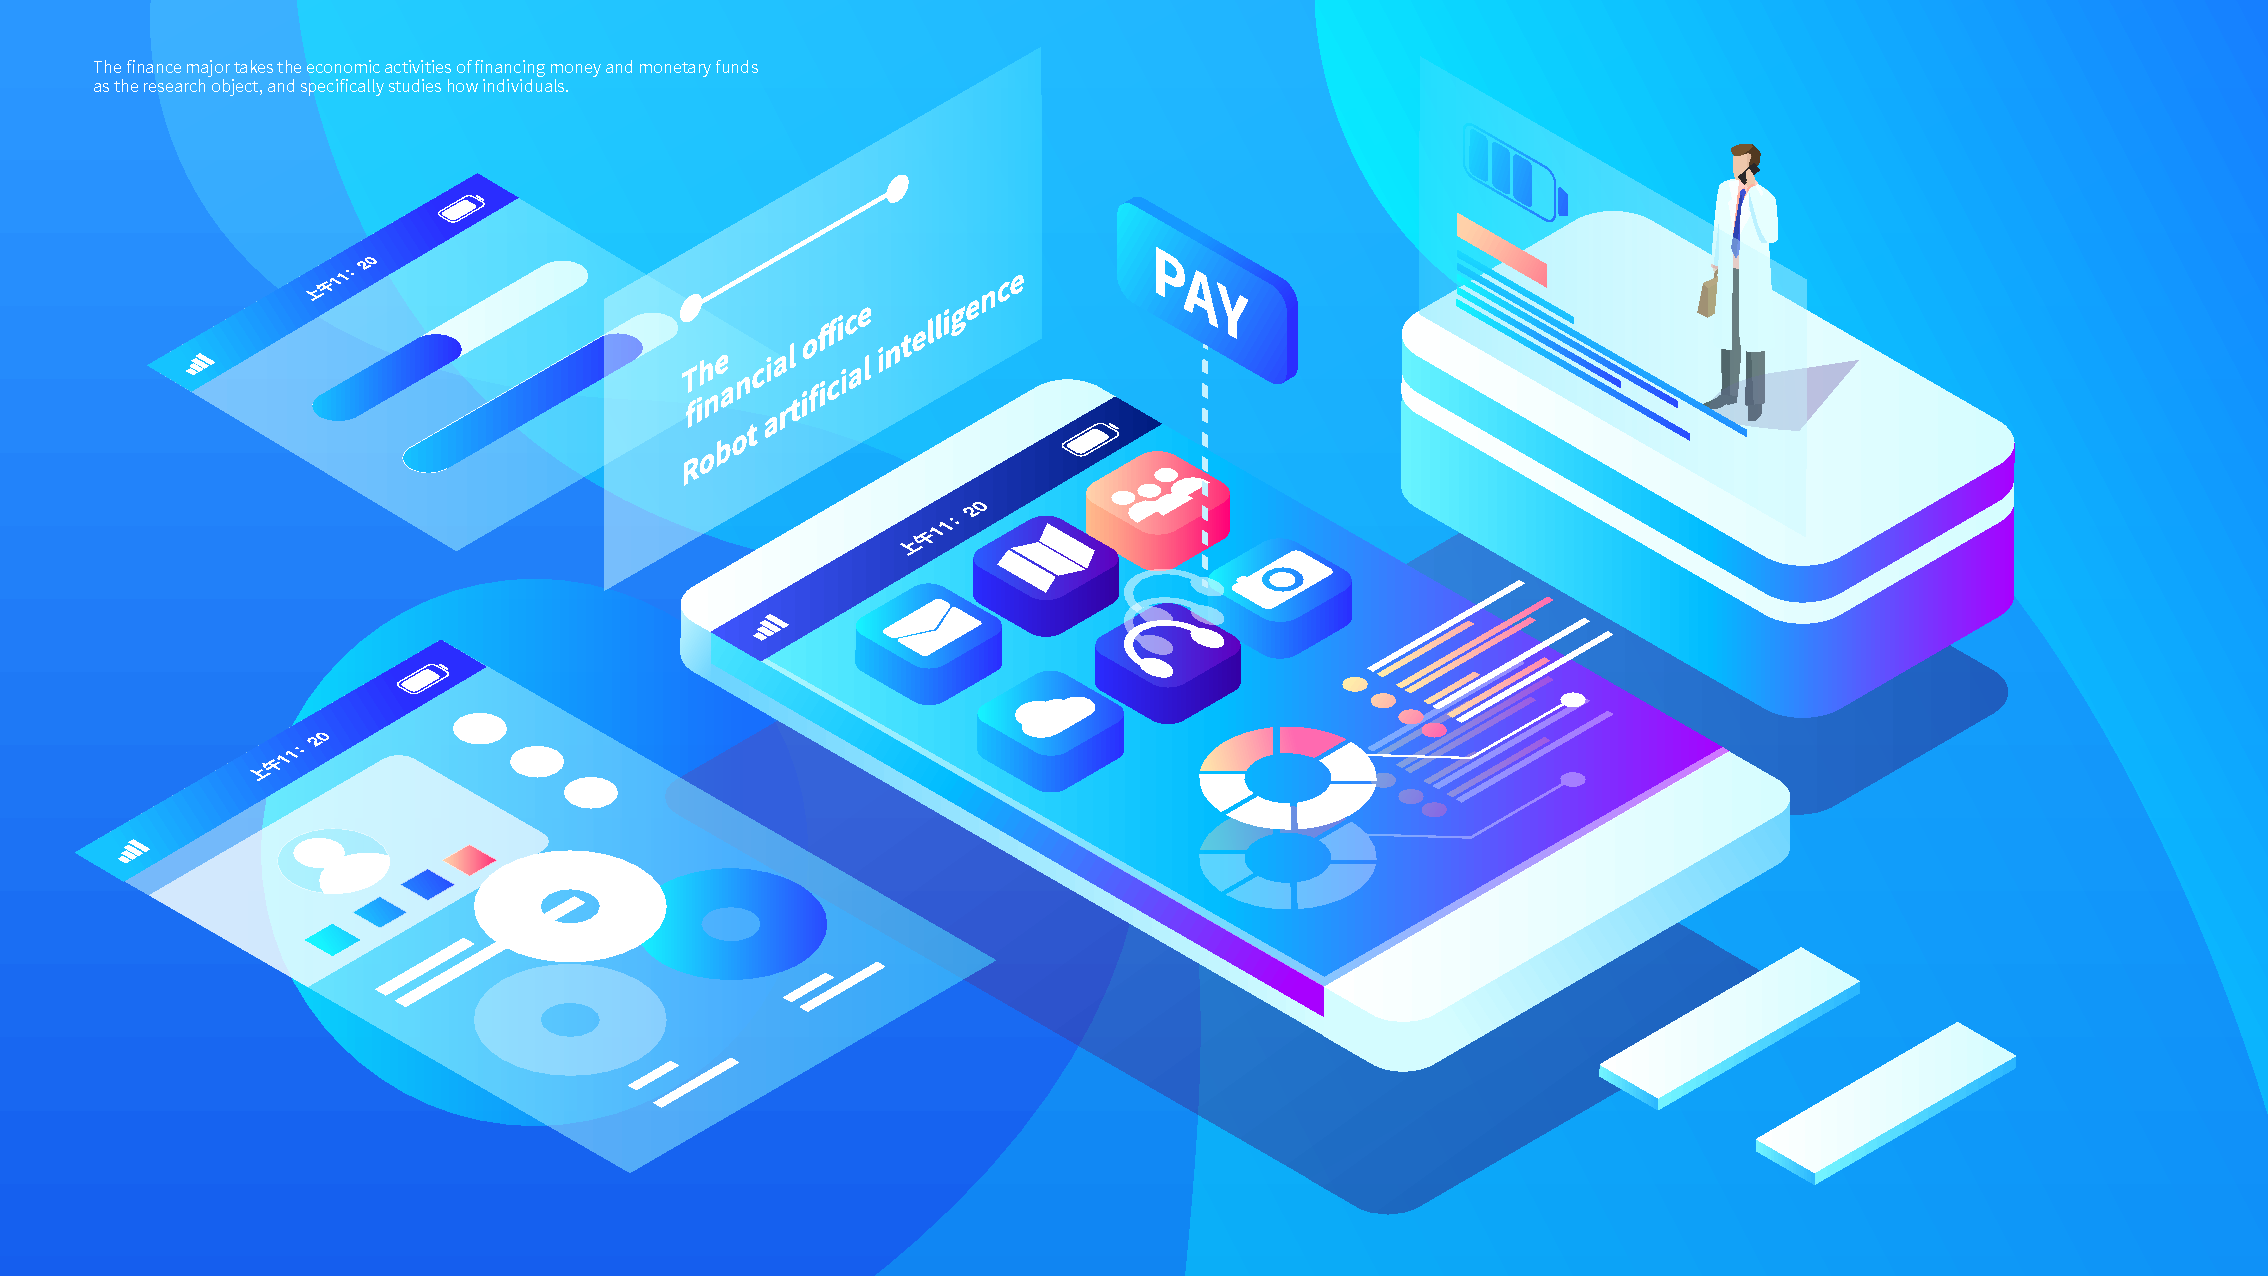 The finance major takes the economic activities of financing money and monetary funds
as the research object, and specifically studies how individuals.
上午11: 20
The
financial office
Robot artificial intelligence
PAY
上午11: 20
上午11: 20